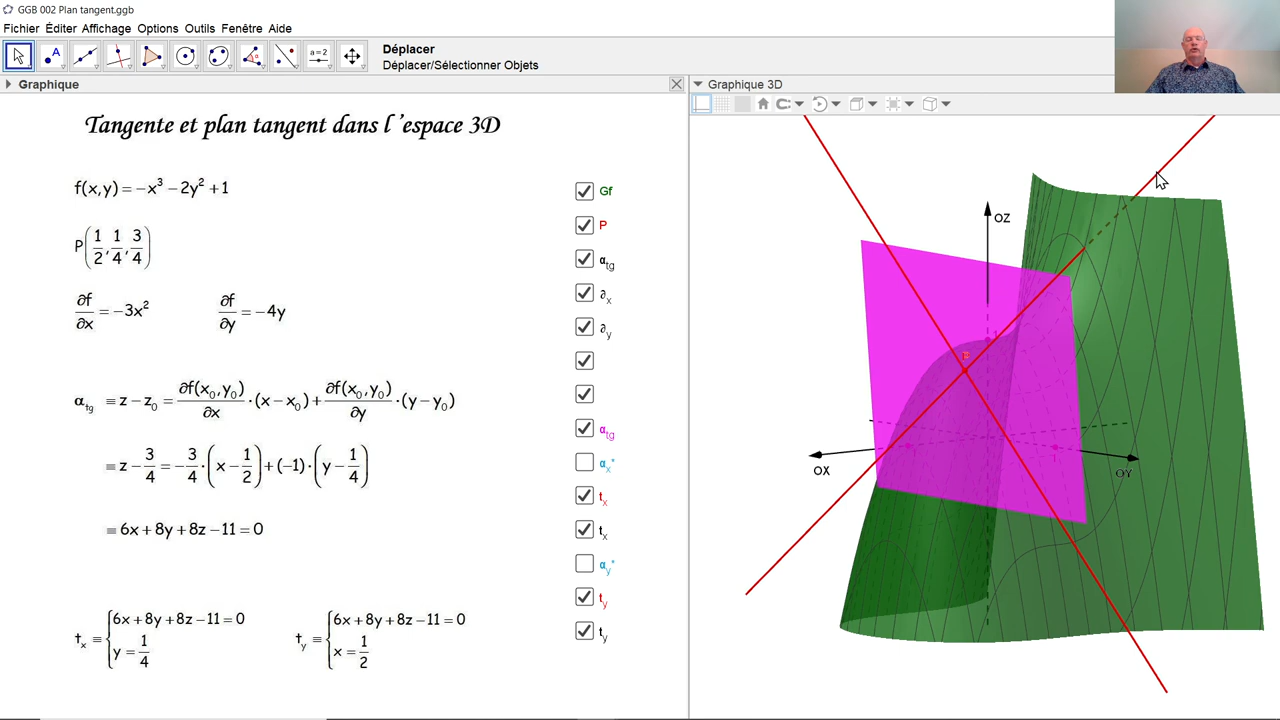 GGB 002 Plan tangent.ggb
Fichier Éditer Affichage Options Outils Fenêtre Aide
A
a=2
Déplacer
Déplacer/Sélectionner Objets
Graphique
Graphique 3D
Tangente et plan tangent dans l 'espace 3D
f(x,y) = −x³ − 2y² + 1
P(1/2, 1/4, 3/4)
∂f/∂x = −3x² ∂f/∂y = −4y
α_tg ≡ z − z₀ = ∂f(x₀,y₀)/∂x · (x − x₀) + ∂f(x₀,y₀)/∂y · (y − y₀)
≡ z − 3/4 = −3/4 · (x − 1/2) + (−1) · (y − 1/4)
≡ 6x + 8y + 8z − 11 = 0
t_x ≡ { 6x + 8y + 8z − 11 = 0
y = 1/4
t_y ≡ { 6x + 8y + 8z − 11 = 0
x = 1/2
Gf
P
α_tg
∂_x
∂_y
α_tg
α_x*
t_x
t_x
α_y*
t_y
t_y
OZ
OX
OY